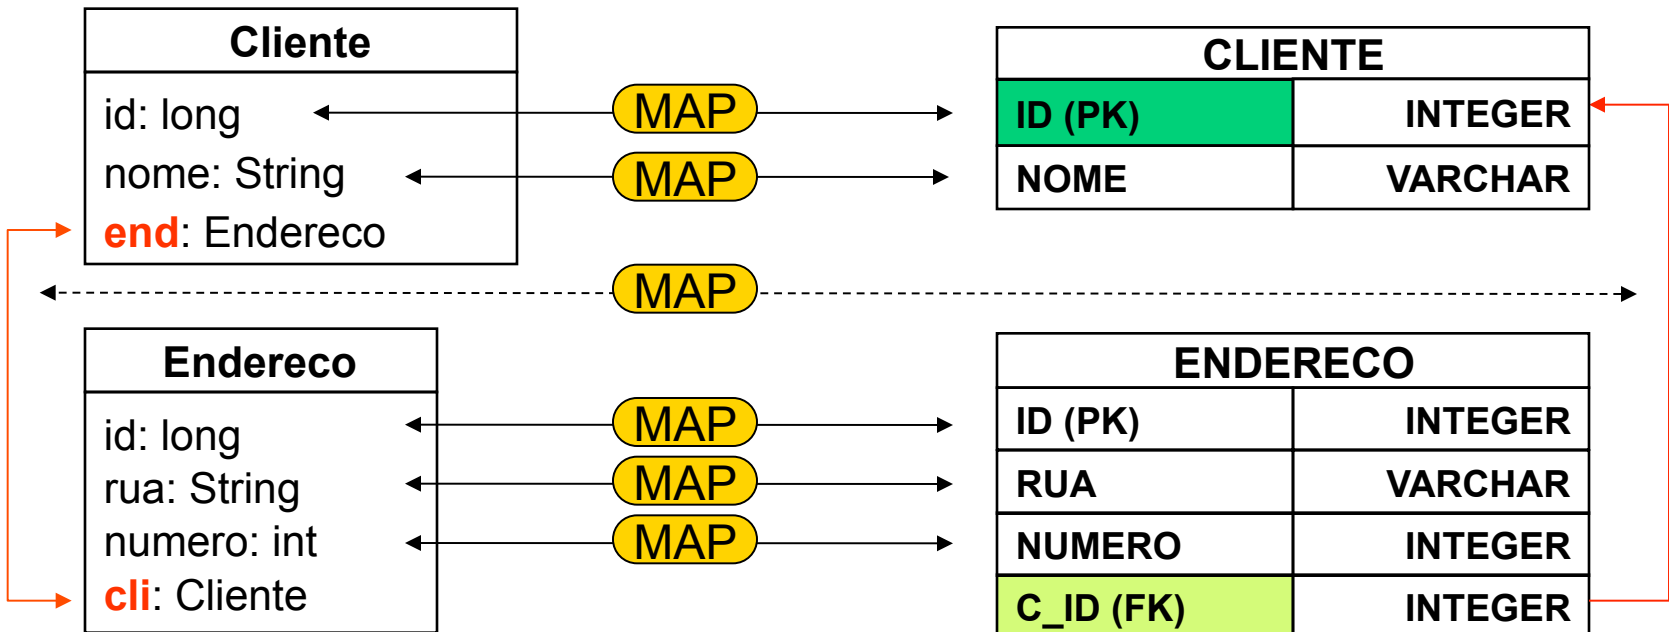 Cliente
id: long
nome: String
end: Endereco
MAP
MAP
CLIENTE
ID (PK) INTEGER
NOME VARCHAR
MAP
Endereco
id: long
rua: String
numero: int
cli: Cliente
MAP
MAP
MAP
ENDERECO
ID (PK) INTEGER
RUA VARCHAR
NUMERO INTEGER
C_ID (FK) INTEGER